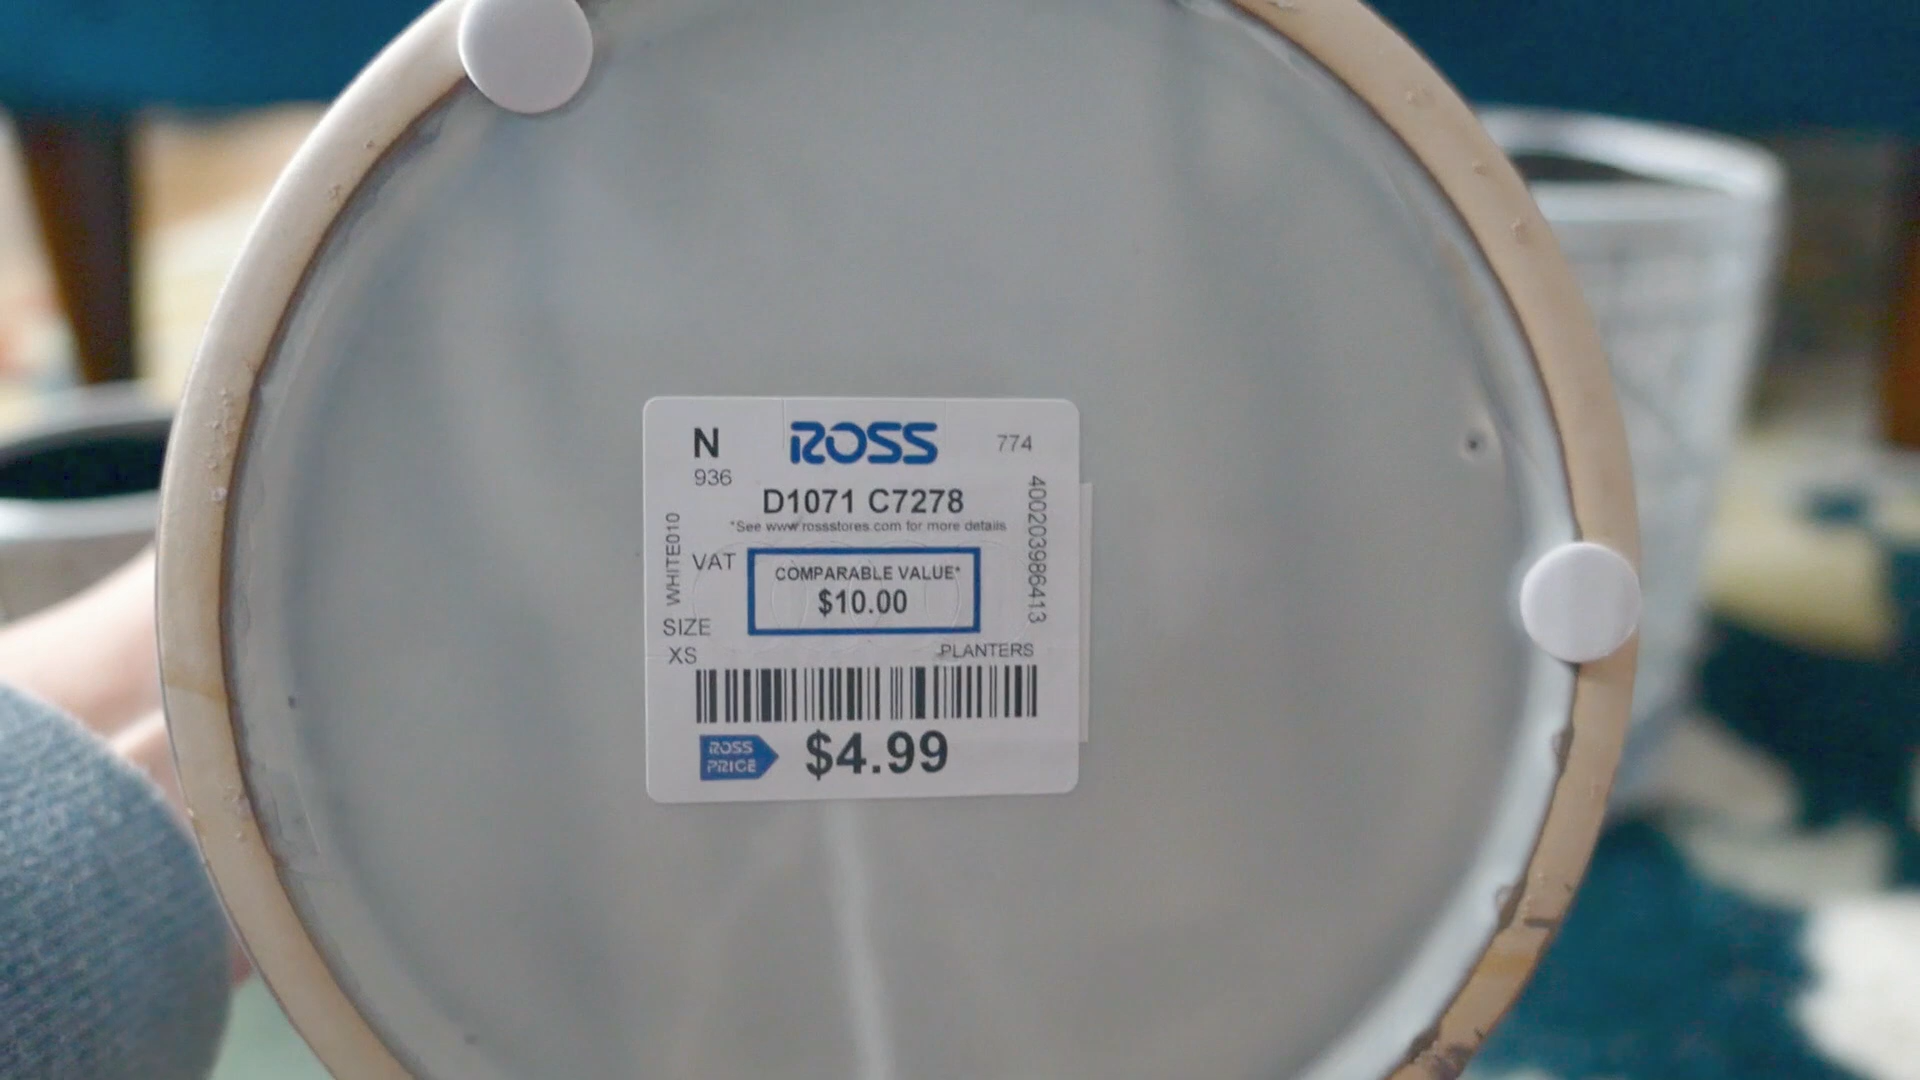 N
ROSS
774
936
D1071 C7278
*See www.rossstores.com for more details
400203986413
WHITE010
VAT
COMPARABLE VALUE*
$10.00
SIZE
XS
PLANTERS
ROSS
PRICE
$4.99